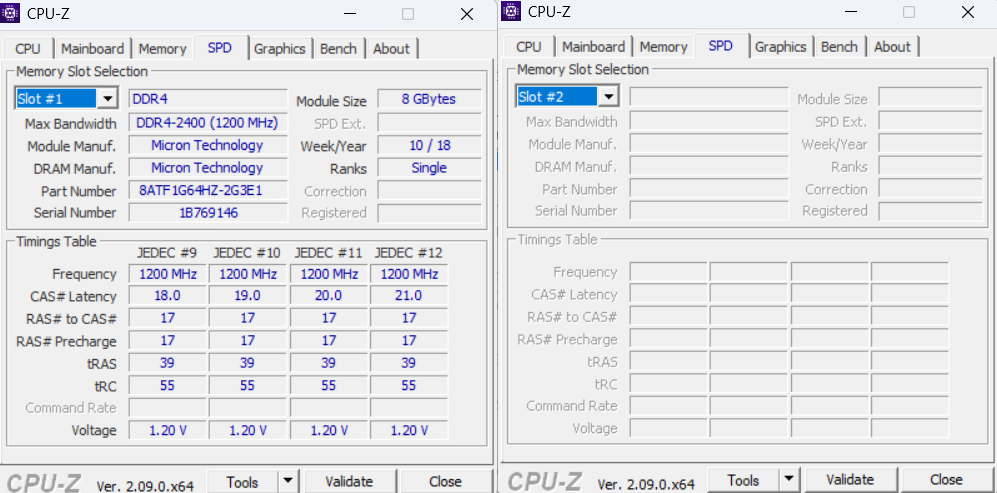 CPU-Z
CPU Mainboard Memory SPD Graphics Bench About
Memory Slot Selection
Slot #1 DDR4 Module Size 8 GBytes
Max Bandwidth DDR4-2400 (1200 MHz) SPD Ext.
Module Manuf. Micron Technology Week/Year 10 / 18
DRAM Manuf. Micron Technology Ranks Single
Part Number 8ATF1G64HZ-2G3E1 Correction
Serial Number 1B769146 Registered
Timings Table
JEDEC #9 JEDEC #10 JEDEC #11 JEDEC #12
Frequency 1200 MHz 1200 MHz 1200 MHz 1200 MHz
CAS# Latency 18.0 19.0 20.0 21.0
RAS# to CAS# 17 17 17 17
RAS# Precharge 17 17 17 17
tRAS 39 39 39 39
tRC 55 55 55 55
Command Rate
Voltage 1.20 V 1.20 V 1.20 V 1.20 V
CPU-Z Ver. 2.09.0.x64 Tools Validate Close
CPU-Z
CPU Mainboard Memory SPD Graphics Bench About
Memory Slot Selection
Slot #2 Module Size
Max Bandwidth SPD Ext.
Module Manuf. Week/Year
DRAM Manuf. Ranks
Part Number Correction
Serial Number Registered
Timings Table
Frequency
CAS# Latency
RAS# to CAS#
RAS# Precharge
tRAS
tRC
Command Rate
Voltage
CPU-Z Ver. 2.09.0.x64 Tools Validate Close